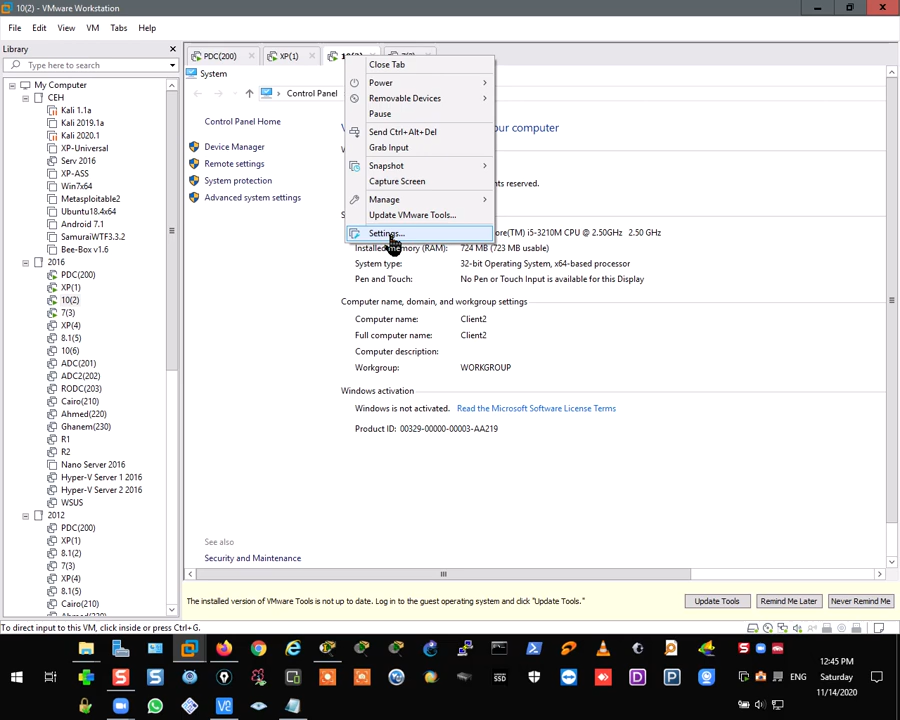 10(2) - VMware Workstation
File Edit View VM Tabs Help
Library
Type here to search
PDC(200) XP(1)
My Computer
CEH
Kali 1.1a
Kali 2019.1a
Kali 2020.1
XP-Universal
Serv 2016
XP-ASS
Win7x64
Metasploitable2
Ubuntu18.4x64
Android 7.1
SamuraiWTF3.3.2
Bee-Box v1.6
2016
PDC(200)
XP(1)
10(2)
7(3)
XP(4)
8.1(5)
10(6)
ADC(201)
ADC2(202)
RODC(203)
Cairo(210)
Ahmed(220)
Ghanem(230)
R1
R2
Nano Server 2016
Hyper-V Server 1 2016
Hyper-V Server 2 2016
WSUS
2012
PDC(200)
XP(1)
8.1(2)
7(3)
XP(4)
8.1(5)
Cairo(210)
System
Control Panel
Control Panel Home
Device Manager
Remote settings
System protection
Advanced system settings
See also
Security and Maintenance
Close Tab
Power
Removable Devices
Pause
Send Ctrl+Alt+Del
Grab Input
Snapshot
Capture Screen
Manage
Update VMware Tools...
Settings...
our computer
ts reserved.
ore(TM) i5-3210M CPU @ 2.50GHz 2.50 GHz
Installed memory (RAM): 724 MB (723 MB usable)
System type: 32-bit Operating System, x64-based processor
Pen and Touch: No Pen or Touch Input is available for this Display
Computer name, domain, and workgroup settings
Computer name: Client2
Full computer name: Client2
Computer description:
Workgroup: WORKGROUP
Windows activation
Windows is not activated. Read the Microsoft Software License Terms
Product ID: 00329-00000-00003-AA219
The installed version of VMware Tools is not up to date. Log in to the guest operating system and click "Update Tools."
Update Tools Remind Me Later Never Remind Me
To direct input to this VM, click inside or press Ctrl+G.
12:45 PM
ENG Saturday
11/14/2020